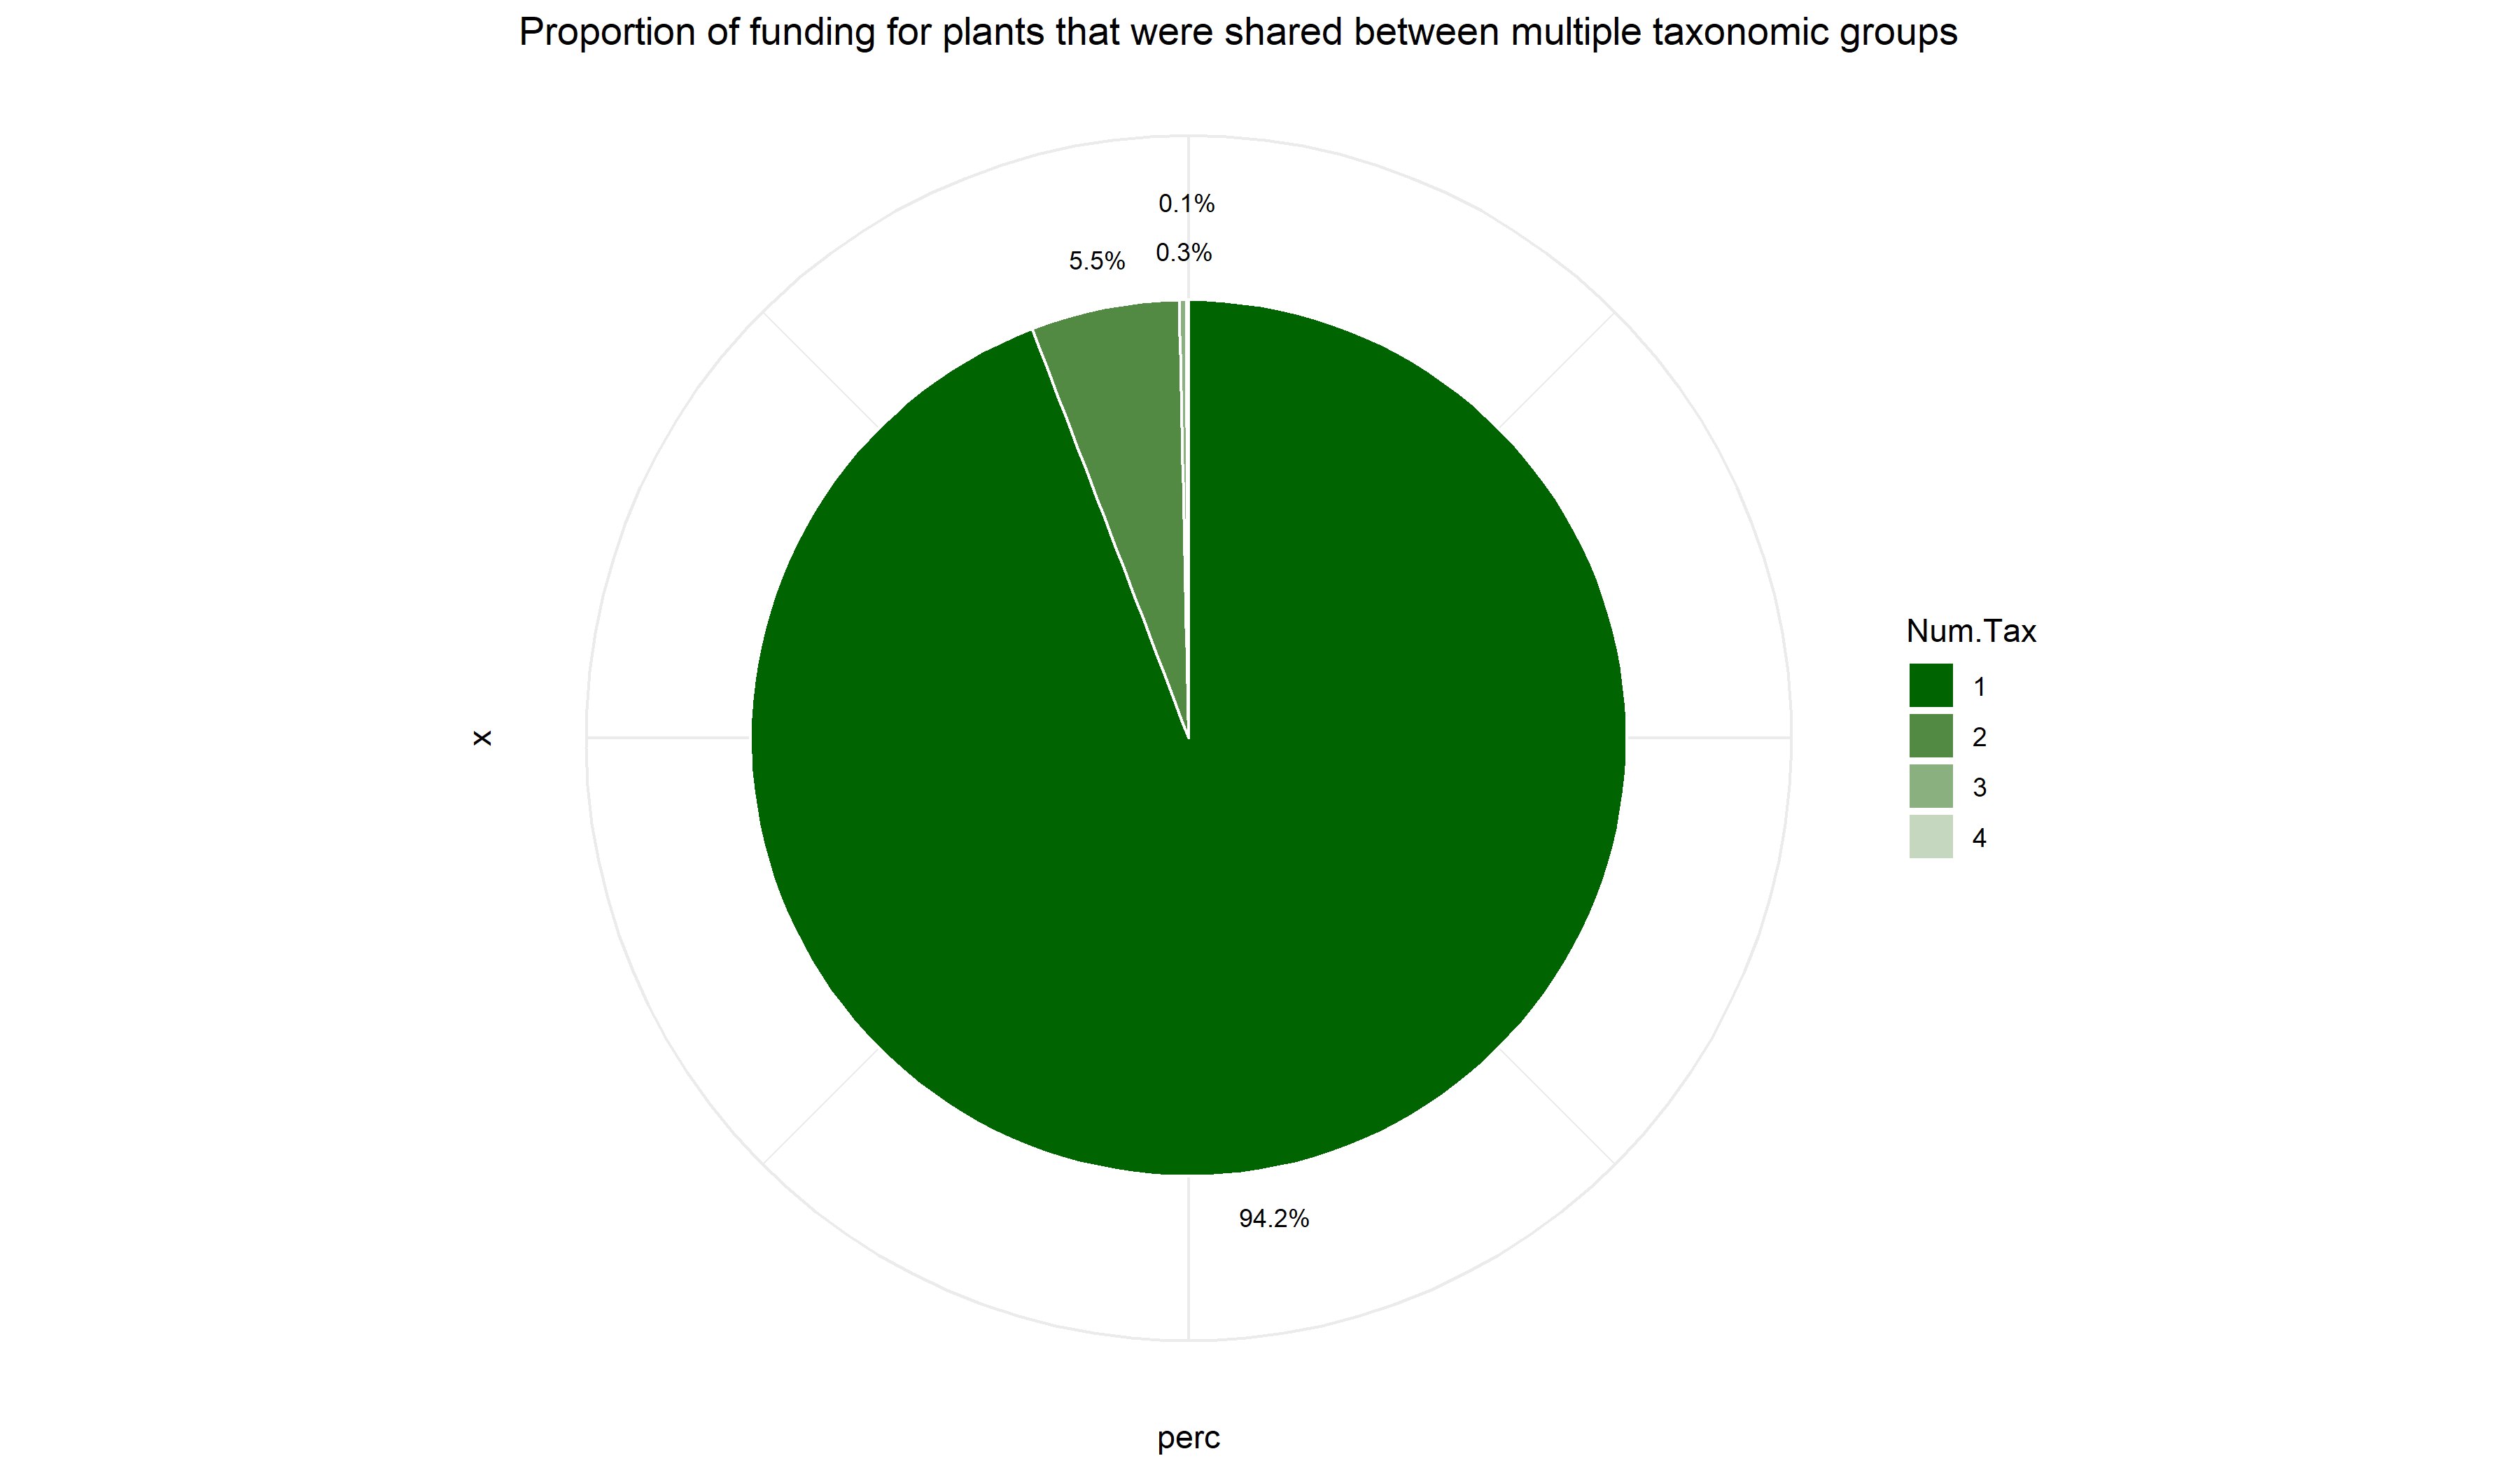 Proportion of funding for plants that were shared between multiple taxonomic groups
0.1%
5.5%
0.3%
94.2%
x
perc
Num.Tax
1
2
3
4